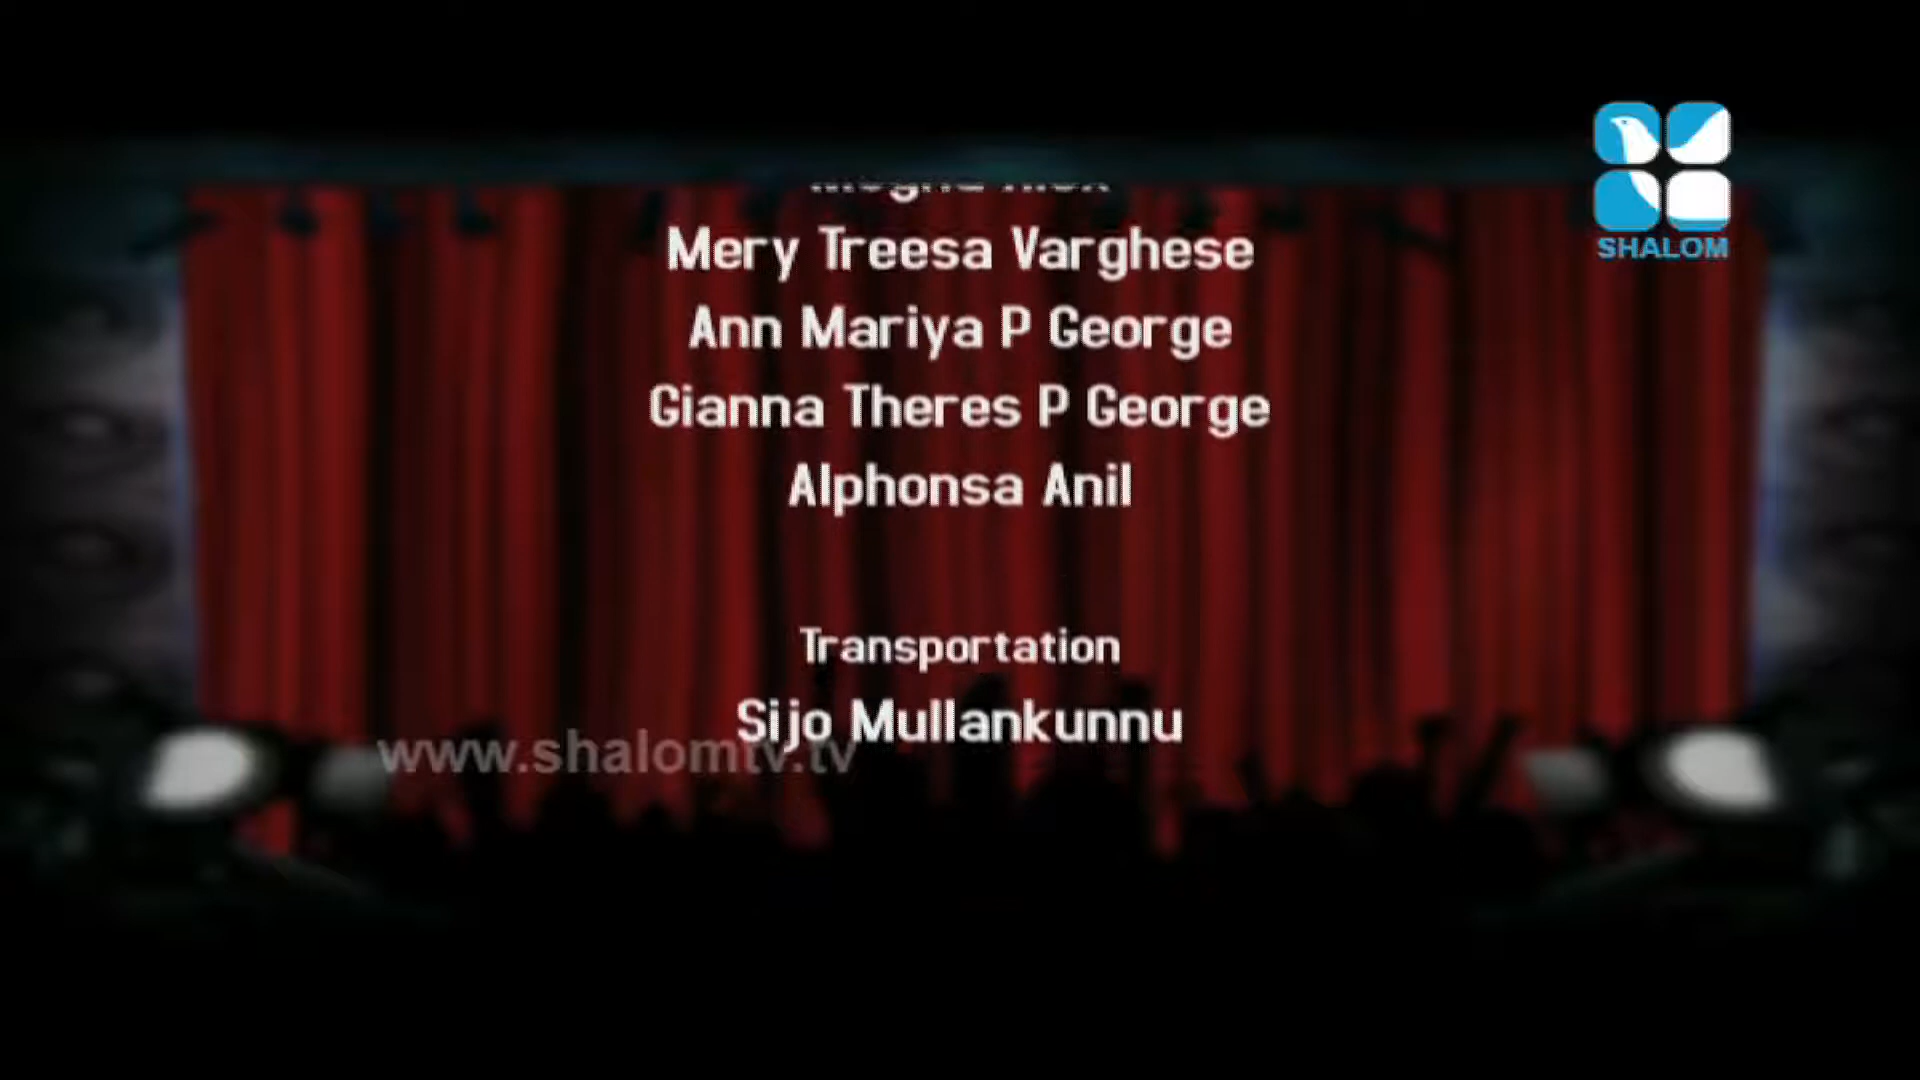 SHALOM
Mery Treesa Varghese
Ann Mariya P George
Gianna Theres P George
Alphonsa Anil
Transportation
Sijo Mullankunnu
www.shalomtv.tv